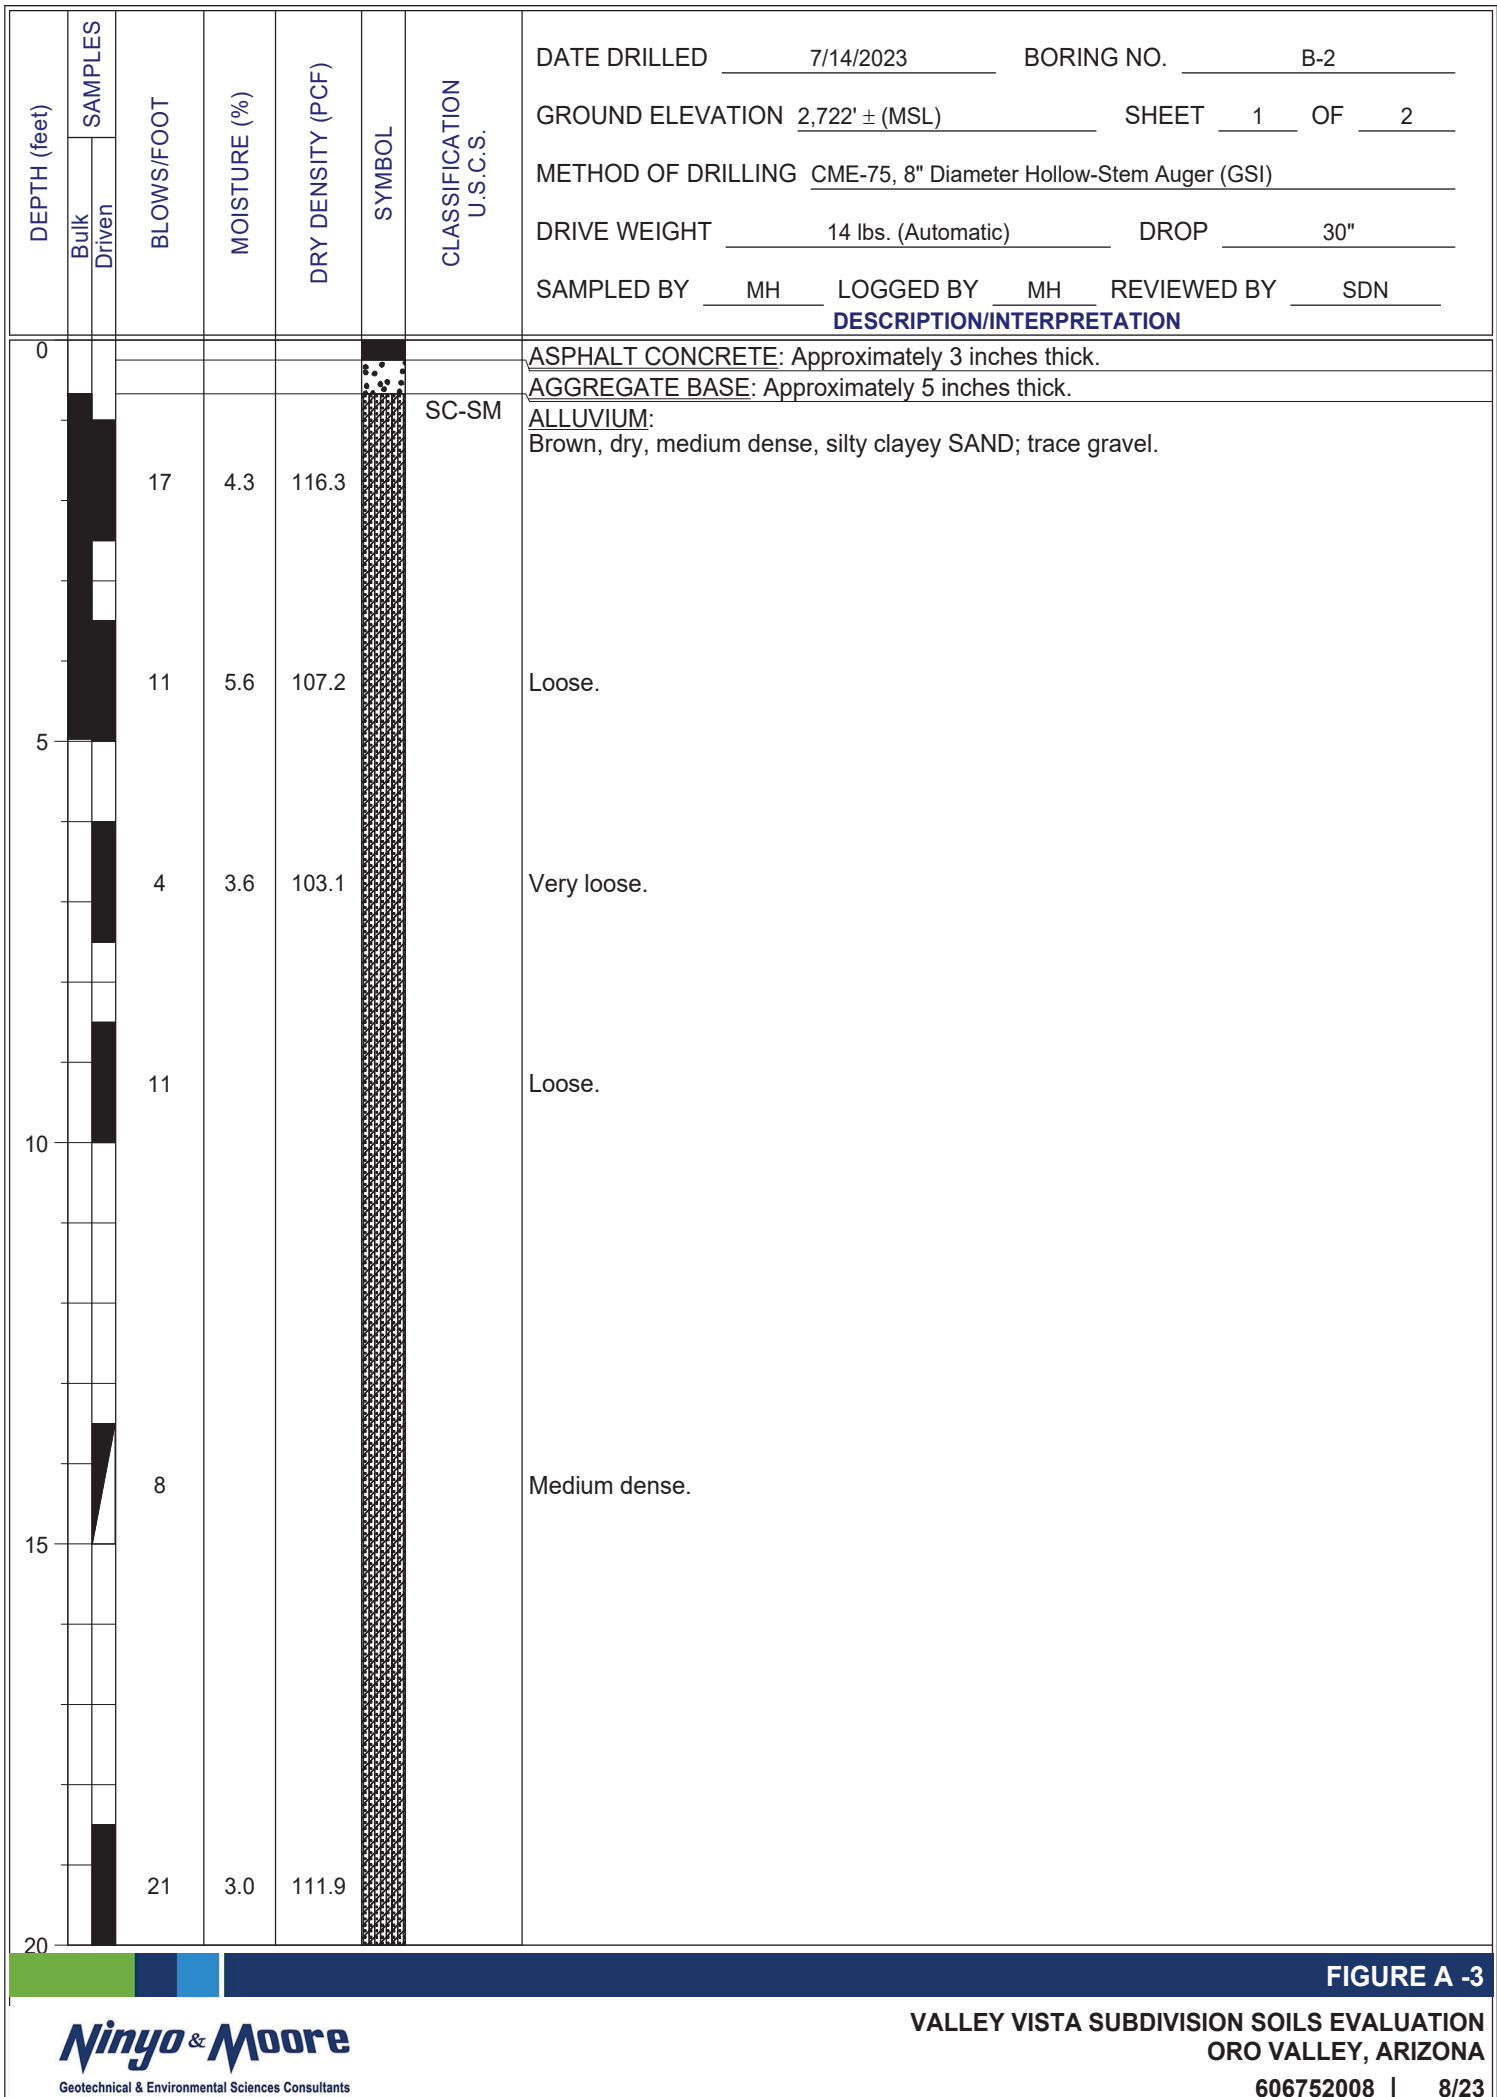 DEPTH (feet)
SAMPLES
Bulk
Driven
BLOWS/FOOT
MOISTURE (%)
DRY DENSITY (PCF)
SYMBOL
CLASSIFICATION
U.S.C.S.
DATE DRILLED 7/14/2023 BORING NO. B-2
GROUND ELEVATION 2,722' ± (MSL) SHEET 1 OF 2
METHOD OF DRILLING CME-75, 8" Diameter Hollow-Stem Auger (GSI)
DRIVE WEIGHT 14 lbs. (Automatic) DROP 30"
SAMPLED BY MH LOGGED BY MH REVIEWED BY SDN
DESCRIPTION/INTERPRETATION
0
ASPHALT CONCRETE: Approximately 3 inches thick.
AGGREGATE BASE: Approximately 5 inches thick.
SC-SM ALLUVIUM:
Brown, dry, medium dense, silty clayey SAND; trace gravel.
17 4.3 116.3
11 5.6 107.2 Loose.
5
4 3.6 103.1 Very loose.
11 Loose.
10
8 Medium dense.
15
21 3.0 111.9
20
FIGURE A -3
Ninyo & Moore
Geotechnical & Environmental Sciences Consultants
VALLEY VISTA SUBDIVISION SOILS EVALUATION
ORO VALLEY, ARIZONA
606752008 | 8/23